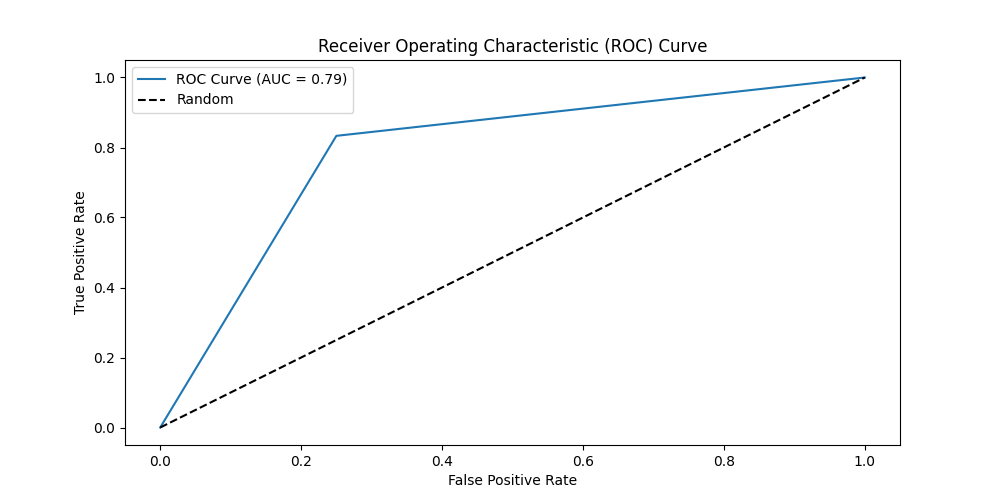 Receiver Operating Characteristic (ROC) Curve
ROC Curve (AUC = 0.79)
Random
True Positive Rate
1.0
0.8
0.6
0.4
0.2
0.0
0.0 0.2 0.4 0.6 0.8 1.0
False Positive Rate